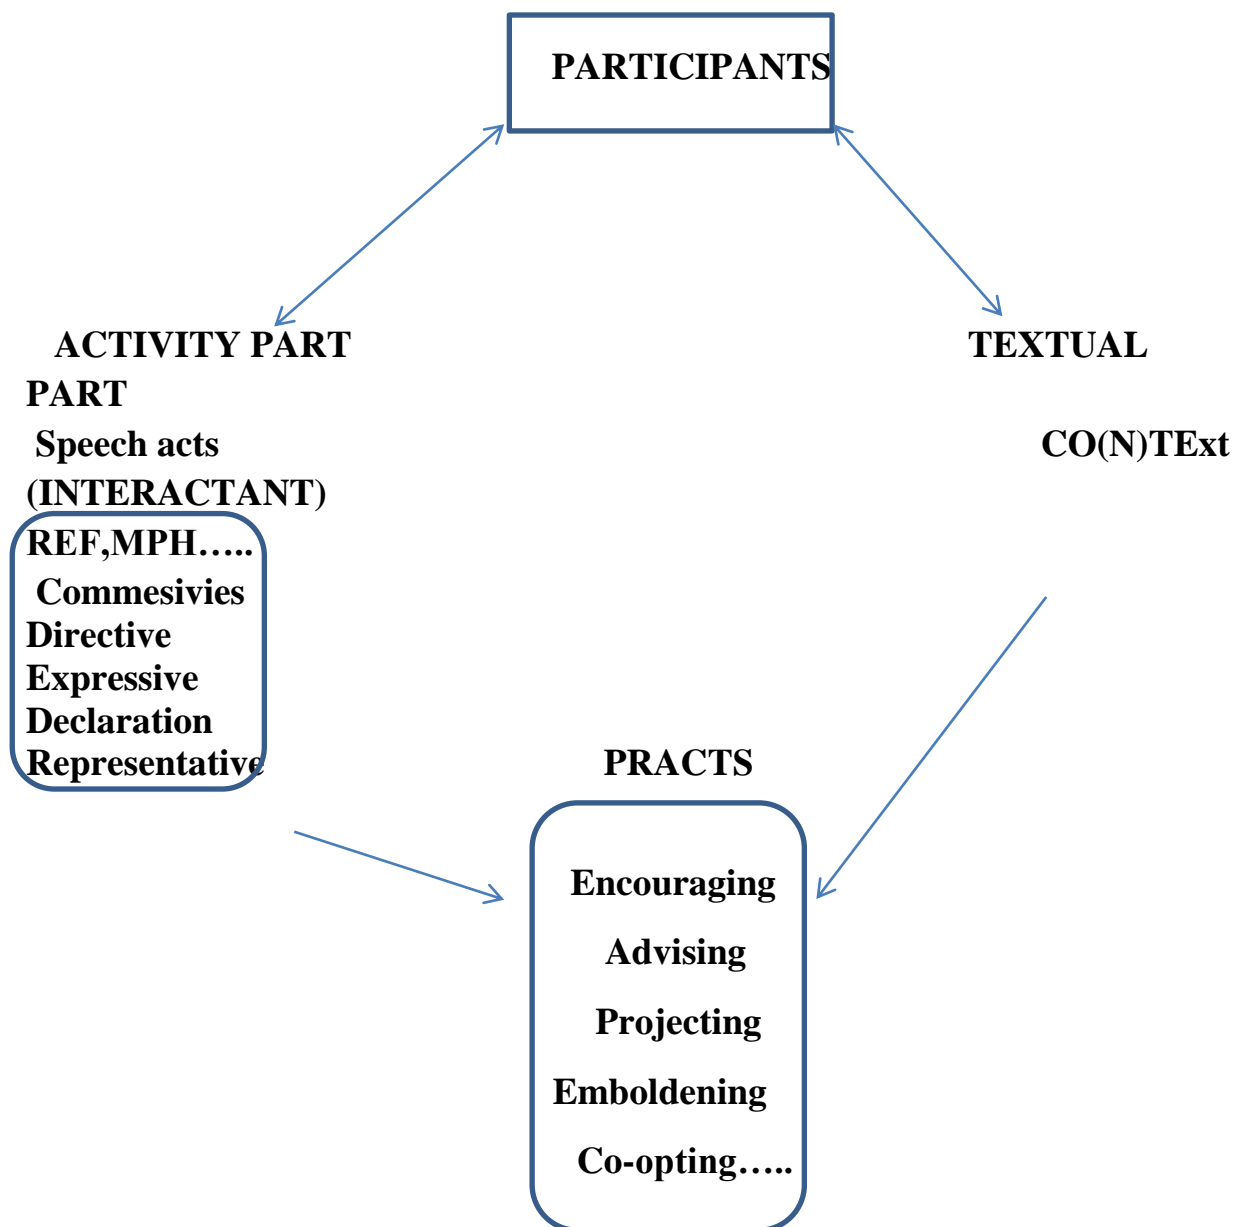 PARTICIPANTS
ACTIVITY PART TEXTUAL
PART
Speech acts CO(N)TExt
(INTERACTANT)
REF,MPH…..
Commesivies
Directive
Expressive
Declaration
Representative
PRACTS
Encouraging
Advising
Projecting
Emboldening
Co-opting…..